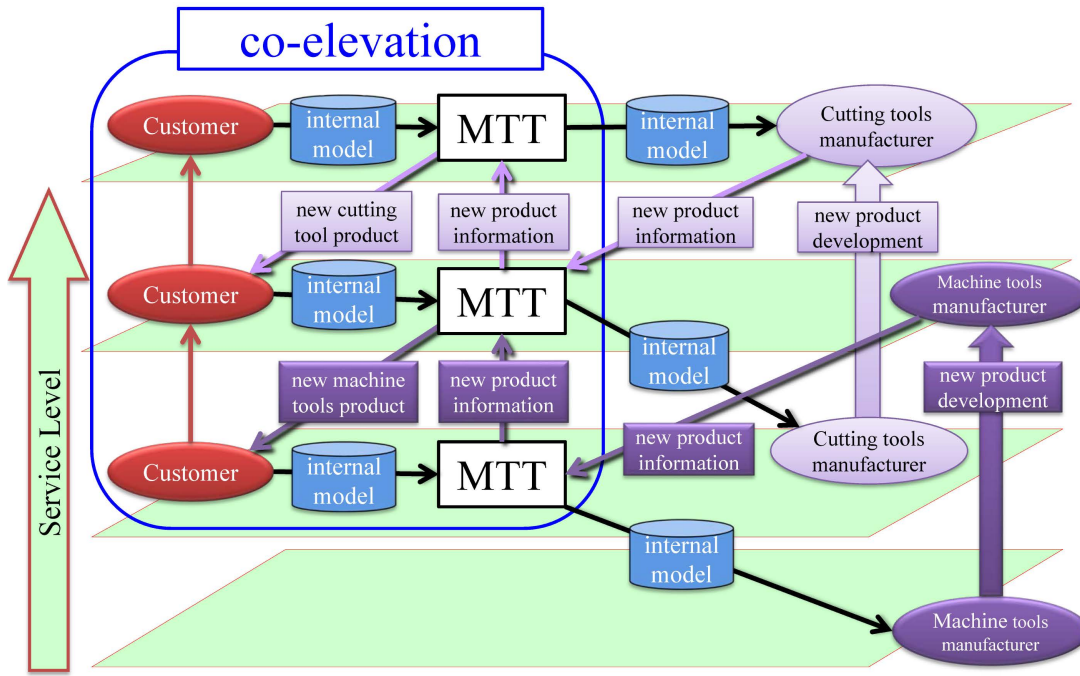 co-elevation
Customer
internal
model
MTT
internal
model
Cutting tools
manufacturer
new cutting
tool product
new product
information
new product
information
new product
development
Customer
internal
model
MTT
Machine tools
manufacturer
internal
model
new machine
tools product
new product
information
new product
development
new product
information
Cutting tools
manufacturer
Customer
internal
model
MTT
internal
model
Machine tools
manufacturer
Service Level